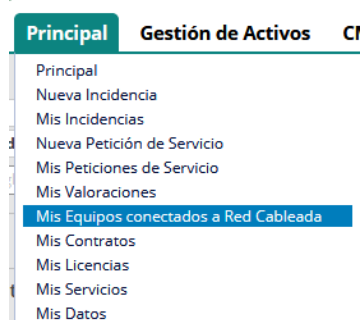 Principal Gestión de Activos
Principal
Nueva Incidencia
Mis Incidencias
Nueva Petición de Servicio
Mis Peticiones de Servicio
Mis Valoraciones
Mis Equipos conectados a Red Cableada
Mis Contratos
Mis Licencias
Mis Servicios
Mis Datos